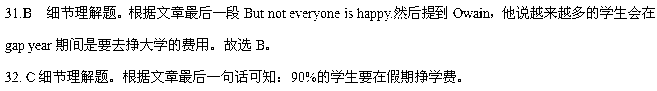 31.B 细节理解题。根据文章最后一段 But not everyone is happy.然后提到 Owain，他说越来越多的学生会在
gap year 期间是要去挣大学的费用。故选 B。
32. C 细节理解题。根据文章最后一句话可知：90%的学生要在假期挣学费。